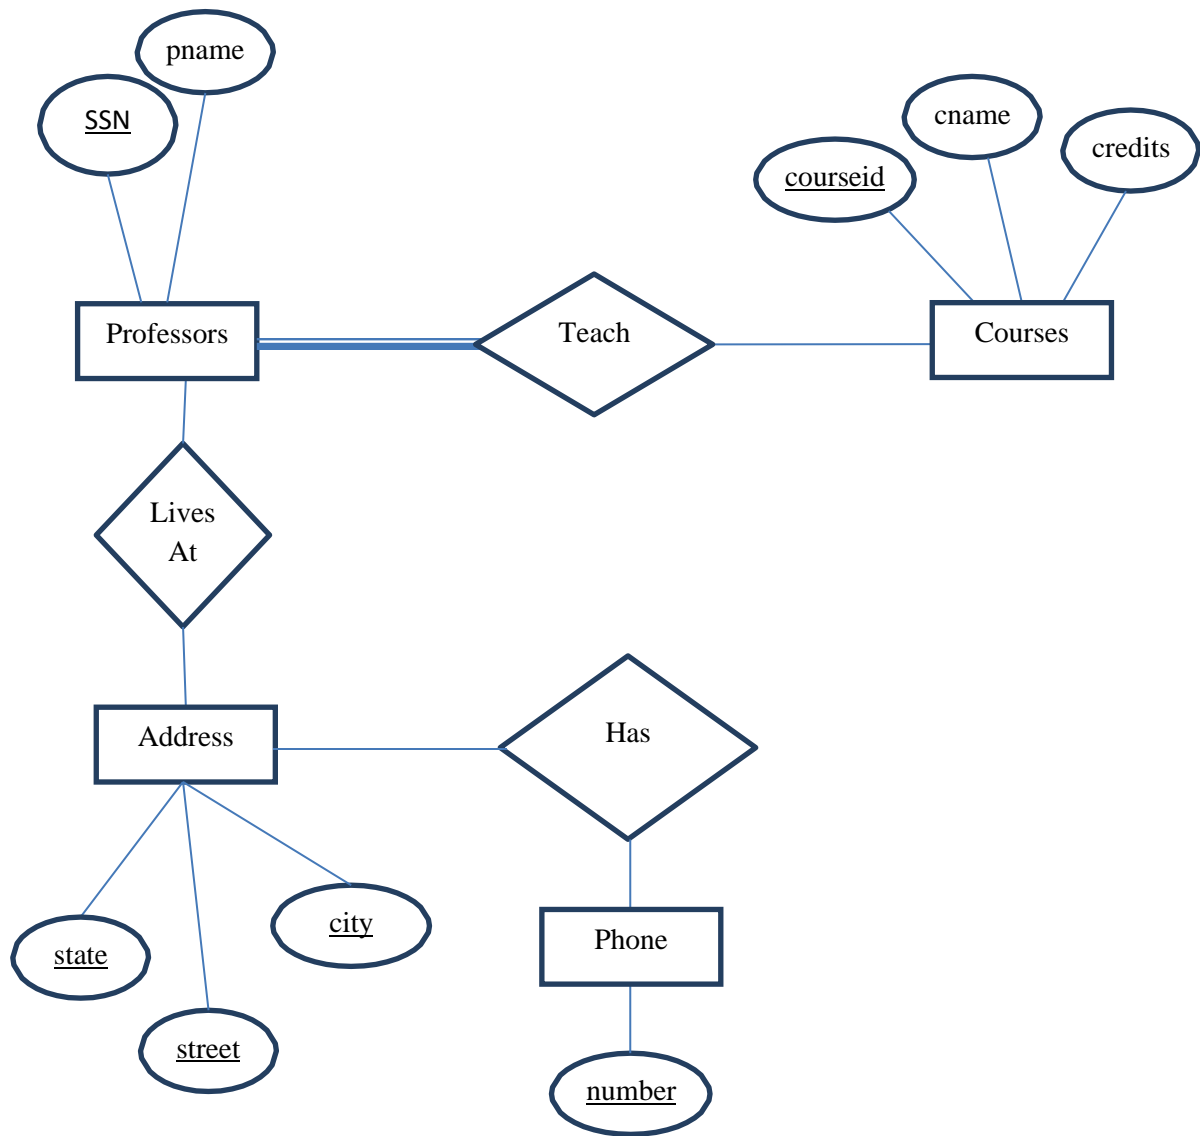 pname
SSN
cname
credits
courseid
Professors
Teach
Courses
Lives
At
Address
Has
state
street
city
Phone
number